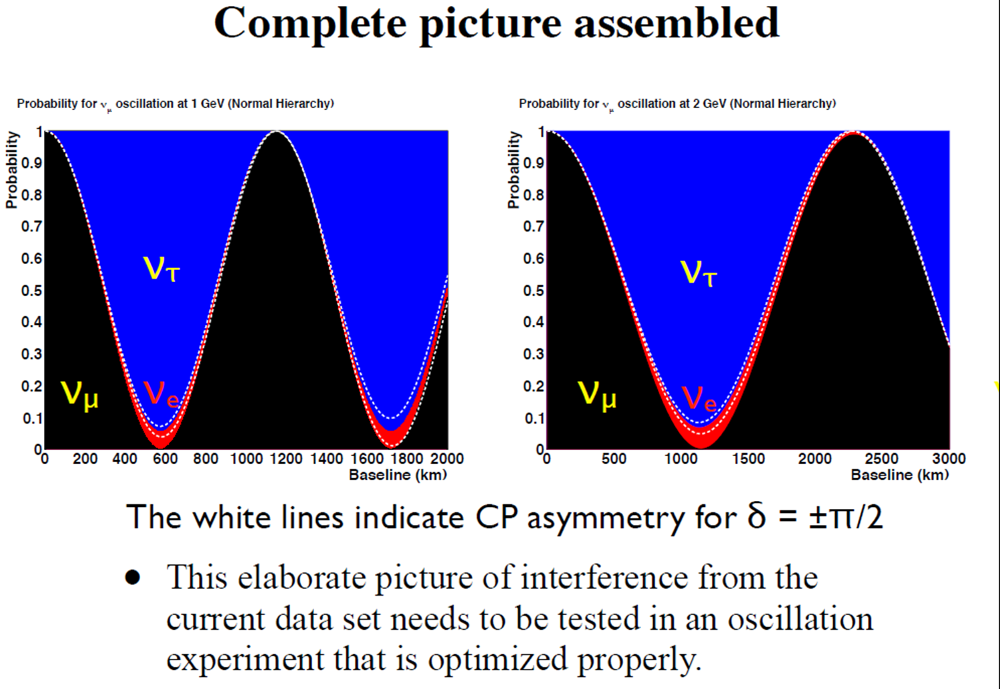 Complete picture assembled
Probability for νμ oscillation at 1 GeV (Normal Hierarchy)
Probability
1
0.9
0.8
0.7
0.6
0.5
0.4
0.3
0.2
0.1
0
ντ
νμ
νe
0 200 400 600 800 1000 1200 1400 1600 1800 2000
Baseline (km)
Probability for νμ oscillation at 2 GeV (Normal Hierarchy)
Probability
1
0.9
0.8
0.7
0.6
0.5
0.4
0.3
0.2
0.1
0
ντ
νμ
νe
0 500 1000 1500 2000 2500 3000
Baseline (km)
The white lines indicate CP asymmetry for δ = ±π/2
● This elaborate picture of interference from the
current data set needs to be tested in an oscillation
experiment that is optimized properly.